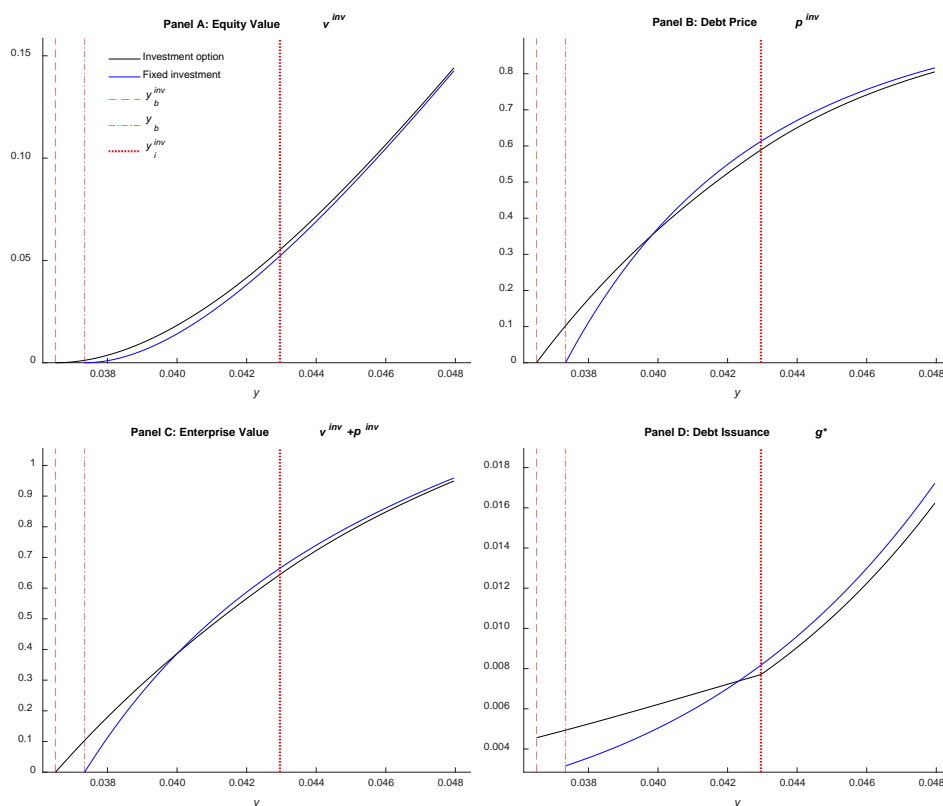 Panel A: Equity Value v^inv
0.15
0.10
0.05
0
Investment option
Fixed investment
y_b^inv
y_b
y_i^inv
0.038 0.040 0.042 0.044 0.046 0.048
y
Panel B: Debt Price p^inv
0.8
0.7
0.6
0.5
0.4
0.3
0.2
0.1
0
0.038 0.040 0.042 0.044 0.046 0.048
y
Panel C: Enterprise Value v^inv +p^inv
1
0.9
0.8
0.7
0.6
0.5
0.4
0.3
0.2
0.1
0
0.038 0.040 0.042 0.044 0.046 0.048
y
Panel D: Debt Issuance g*
0.018
0.016
0.014
0.012
0.010
0.008
0.006
0.004
0.038 0.040 0.042 0.044 0.046 0.048
y